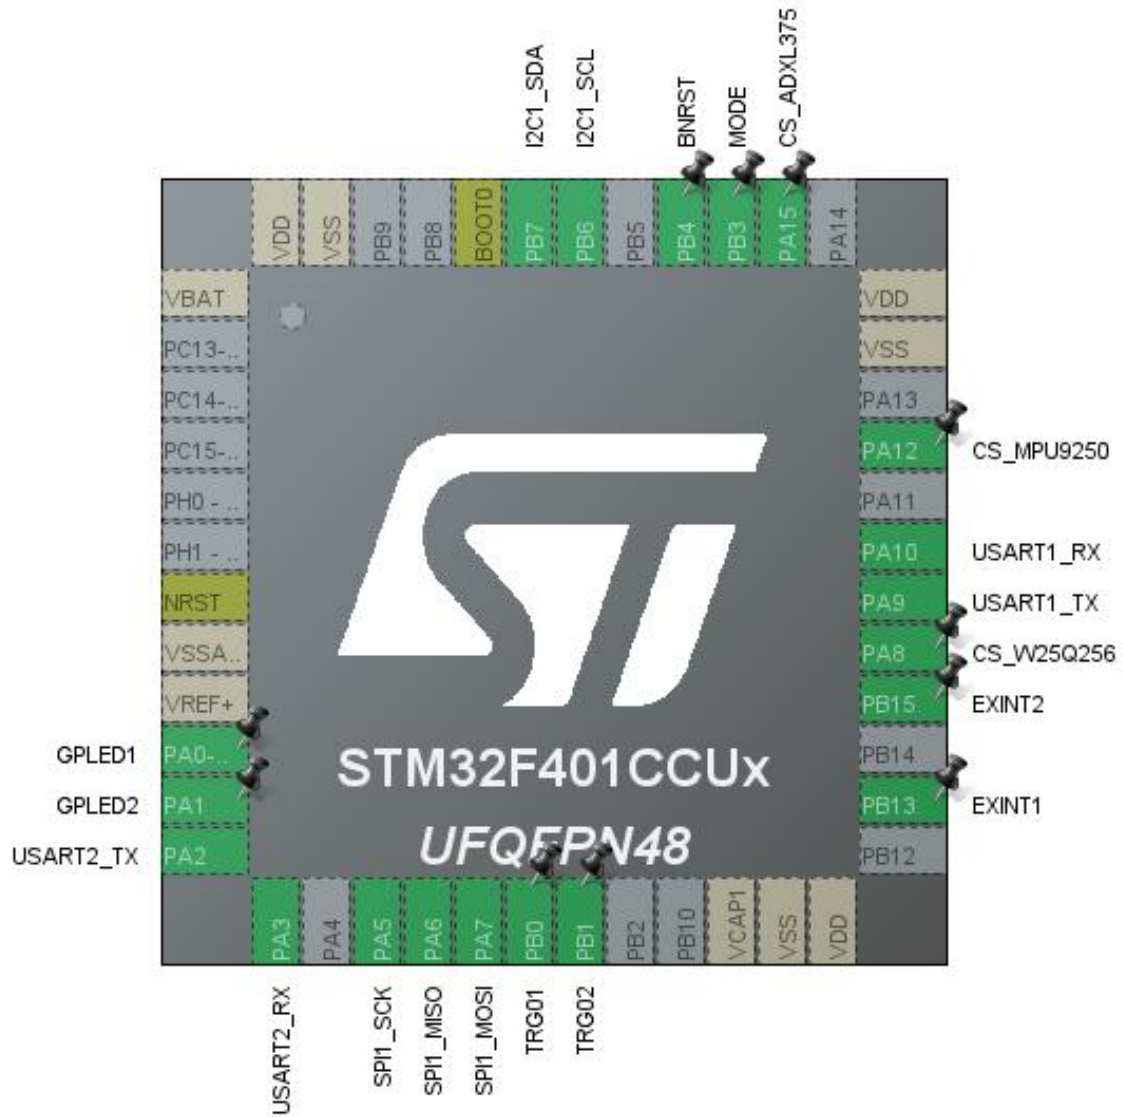 I2C1_SDA
I2C1_SCL
BNRST
MODE
CS_ADXL375
VDD
VSS
PB9
PB8
BOOT0
PB7
PB6
PB5
PB4
PB3
PA15
PA14
VBAT
PC13-..
PC14-..
PC15-..
PH0 - ..
PH1 - ..
NRST
VSSA..
VREF+
GPLED1 PA0-..
GPLED2 PA1
USART2_TX PA2
VDD
VSS
PA13
PA12 CS_MPU9250
PA11
PA10 USART1_RX
PA9 USART1_TX
PA8 CS_W25Q256
PB15 EXINT2
PB14
PB13 EXINT1
PB12
STM32F401CCUx
UFQFPN48
PA3
PA4
PA5
PA6
PA7
PB0
PB1
PB2
PB10
VCAP1
VSS
VDD
USART2_RX
SPI1_SCK
SPI1_MISO
SPI1_MOSI
TRG01
TRG02